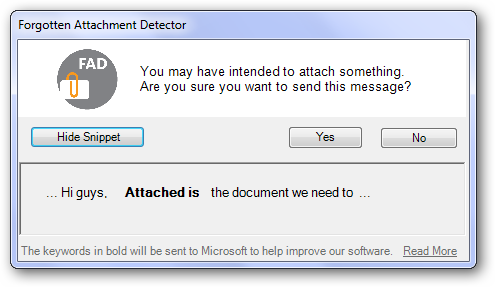 Forgotten Attachment Detector
FAD
You may have intended to attach something.
Are you sure you want to send this message?
Hide Snippet Yes No
... Hi guys, Attached is the document we need to ...
The keywords in bold will be sent to Microsoft to help improve our software. Read More